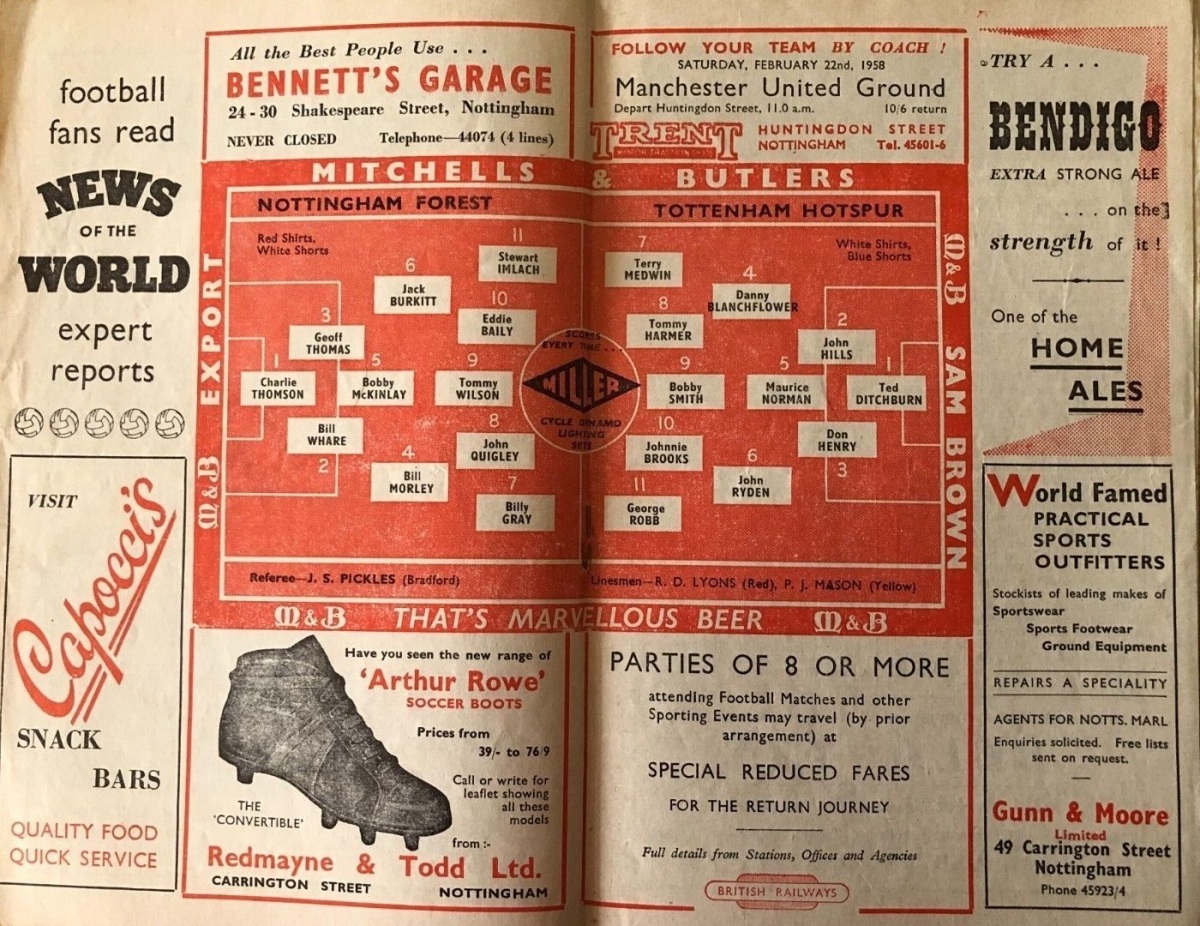 football
fans read
NEWS
OF THE
WORLD
expert
reports
VISIT
Capocci's
SNACK
BARS
QUALITY FOOD
QUICK SERVICE
All the Best People Use . . .
BENNETT'S GARAGE
24 - 30 Shakespeare Street, Nottingham
NEVER CLOSED Telephone—44074 (4 lines)
FOLLOW YOUR TEAM BY COACH !
SATURDAY, FEBRUARY 22nd, 1958
Manchester United Ground
Depart Huntingdon Street, 11.0 a.m. 10/6 return
TRENT
HUNTINGDON STREET
NOTTINGHAM Tel. 45601-6
MITCHELLS & BUTLERS
M&B EXPORT
NOTTINGHAM FOREST
Red Shirts,
White Shorts
1
Charlie
THOMSON
3
Geoff
THOMAS
Bill
WHARE
2
6
Jack
BURKITT
5
Bobby
McKINLAY
4
Bill
MORLEY
11
Stewart
IMLACH
10
Eddie
BAILY
9
Tommy
WILSON
8
John
QUIGLEY
7
Billy
GRAY
SCORES
EVERY TIME...
MILLER
CYCLE DYNAMO
LIGHTING
SETS
TOTTENHAM HOTSPUR
White Shirts,
Blue Shorts
7
Terry
MEDWIN
8
Tommy
HARMER
9
Bobby
SMITH
10
Johnnie
BROOKS
11
George
ROBB
4
Danny
BLANCHFLOWER
5
Maurice
NORMAN
6
John
RYDEN
2
John
HILLS
Don
HENRY
3
1
Ted
DITCHBURN
M&B SAM BROWN
Referee—J. S. PICKLES (Bradford)
Linesmen—R. D. LYONS (Red), P. J. MASON (Yellow)
M&B THAT'S MARVELLOUS BEER M&B
Have you seen the new range of
'Arthur Rowe'
SOCCER BOOTS
Prices from
39/- to 76/9
Call or write for
leaflet showing
all these
models
THE
'CONVERTIBLE'
from :-
Redmayne & Todd Ltd.
CARRINGTON STREET NOTTINGHAM
PARTIES OF 8 OR MORE
attending Football Matches and other
Sporting Events may travel (by prior
arrangement) at
SPECIAL REDUCED FARES
FOR THE RETURN JOURNEY
Full details from Stations, Offices and Agencies
BRITISH RAILWAYS
TRY A . . .
BENDIGO
EXTRA STRONG ALE
. . . on the
strength of it !
One of the
HOME
ALES
World Famed
PRACTICAL
SPORTS
OUTFITTERS
Stockists of leading makes of
Sportswear
Sports Footwear
Ground Equipment
REPAIRS A SPECIALITY
AGENTS FOR NOTTS. MARL
Enquiries solicited. Free lists
sent on request.
Gunn & Moore
Limited
49 Carrington Street
Nottingham
Phone 45923/4